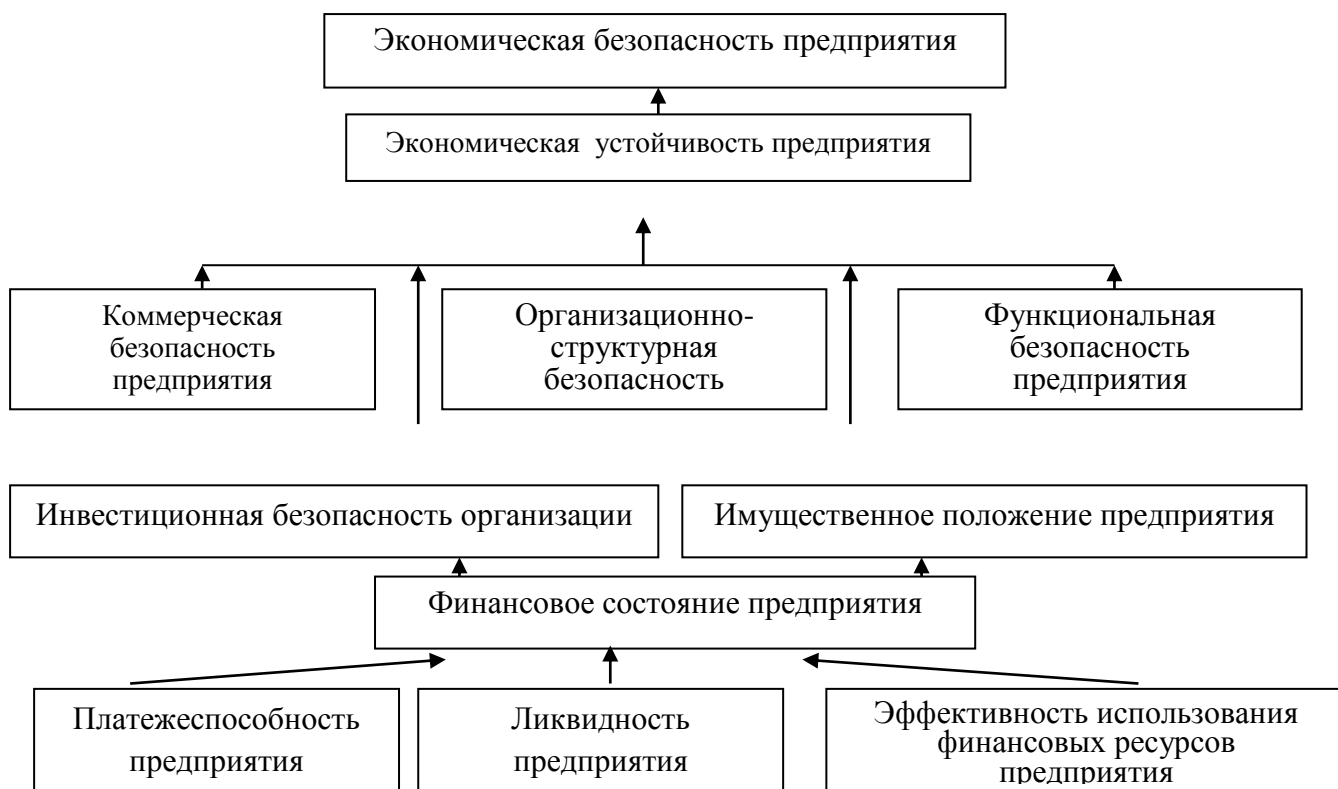 Экономическая безопасность предприятия
Экономическая устойчивость предприятия
Коммерческая
безопасность
предприятия
Организационно-
структурная
безопасность
Функциональная
безопасность
предприятия
Инвестиционная безопасность организации
Имущественное положение предприятия
Финансовое состояние предприятия
Платежеспособность
предприятия
Ликвидность
предприятия
Эффективность использования
финансовых ресурсов
предприятия